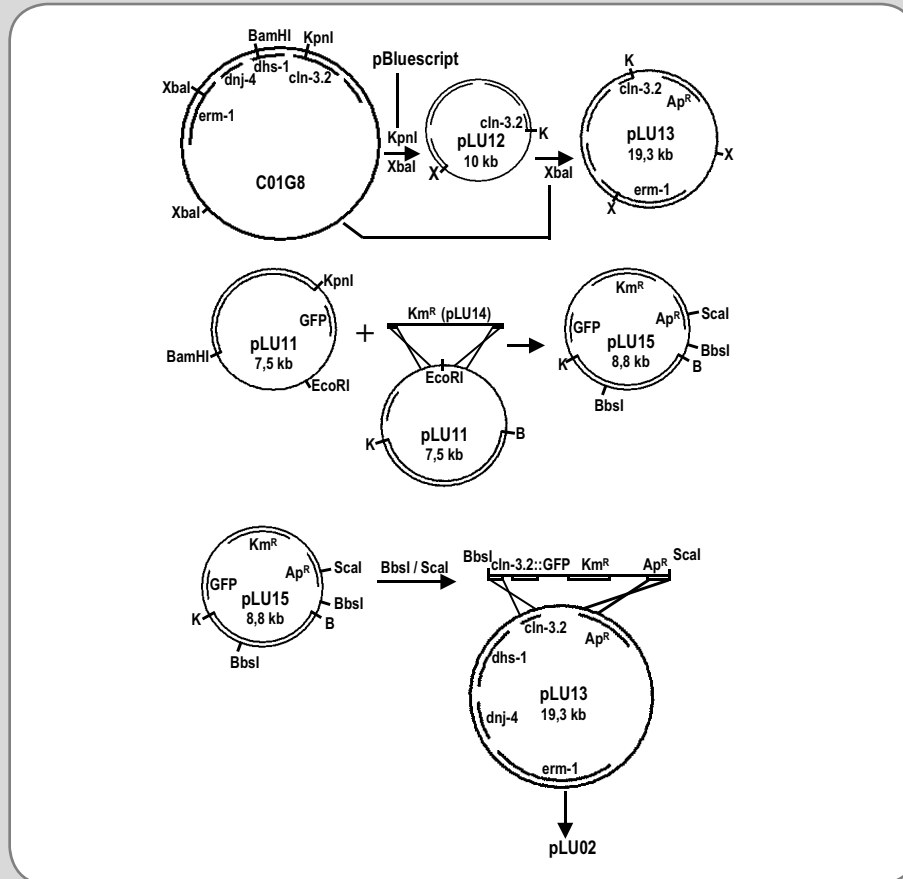 BamHI
KpnI
dhs-1
dnj-4
cln-3.2
XbaI
erm-1
C01G8
XbaI
pBluescript
KpnI
XbaI
cln-3.2
K
pLU12
10 kb
X
XbaI
K
cln-3.2
ApR
pLU13
19,3 kb
X
erm-1
X
KpnI
GFP
pLU11
7,5 kb
BamHI
EcoRI
+
KmR (pLU14)
EcoRI
pLU11
7,5 kb
K
B
KmR
GFP
ApR
ScaI
pLU15
8,8 kb
BbsI
K
B
BbsI
KmR
ApR
ScaI
GFP
pLU15
8,8 kb
BbsI
K
B
BbsI
BbsI / ScaI
BbsI
cln-3.2::GFP
KmR
ApR
ScaI
cln-3.2
ApR
dhs-1
pLU13
19,3 kb
dnj-4
erm-1
pLU02